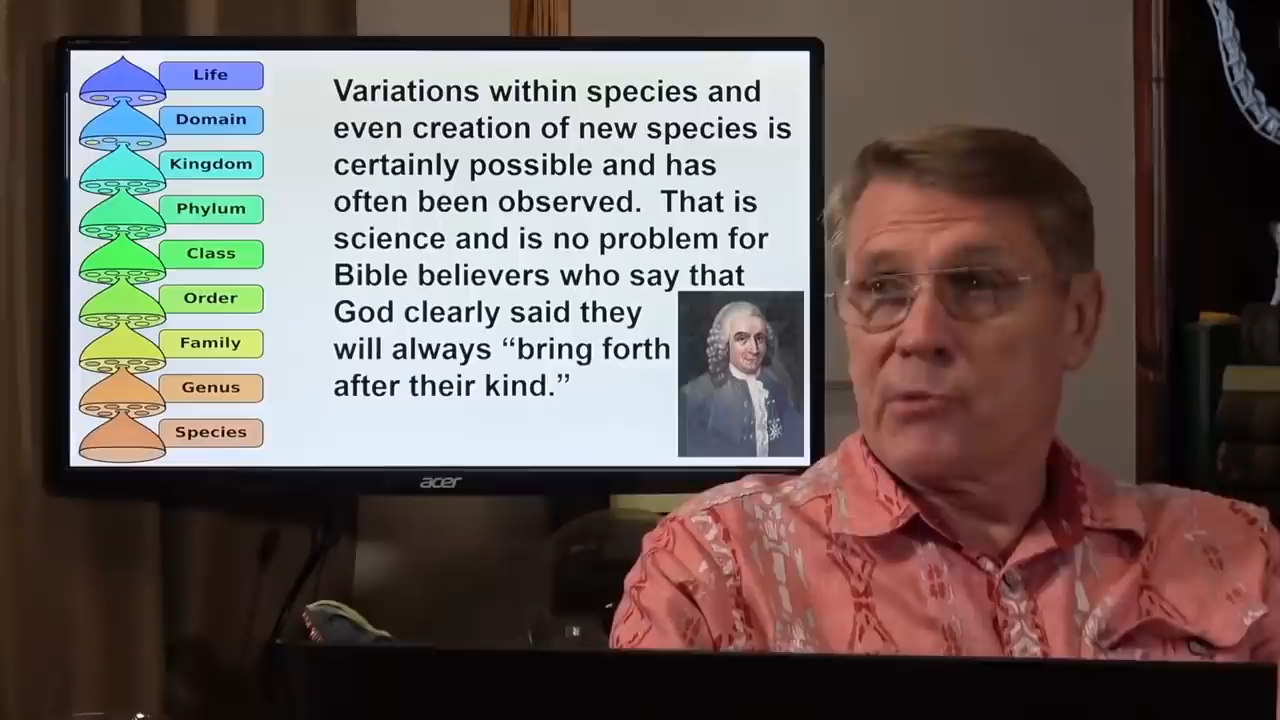 Life
Domain
Kingdom
Phylum
Class
Order
Family
Genus
Species
Variations within species and
even creation of new species is
certainly possible and has
often been observed.  That is
science and is no problem for
Bible believers who say that
God clearly said they
will always “bring forth
after their kind.”
acer